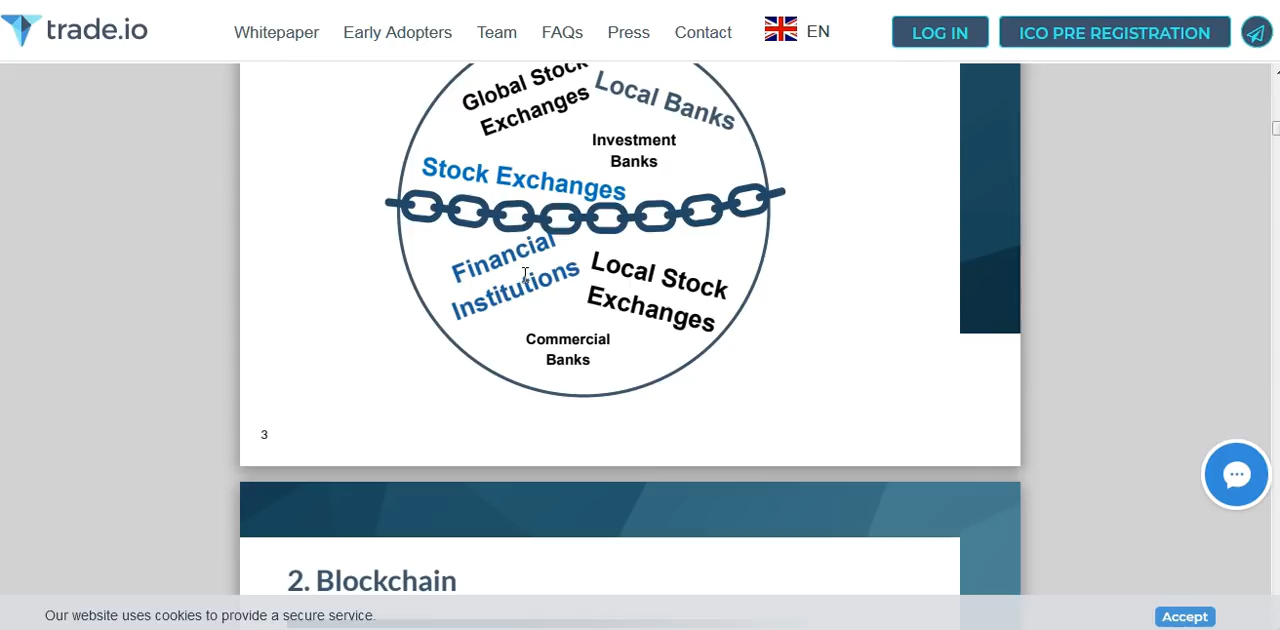 trade.io
Whitepaper Early Adopters Team FAQs Press Contact EN LOG IN ICO PRE REGISTRATION
Global Stock
Exchanges
Local Banks
Investment
Banks
Stock Exchanges
Financial
Institutions
Local Stock
Exchanges
Commercial
Banks
3
2. Blockchain
Our website uses cookies to provide a secure service.
Accept